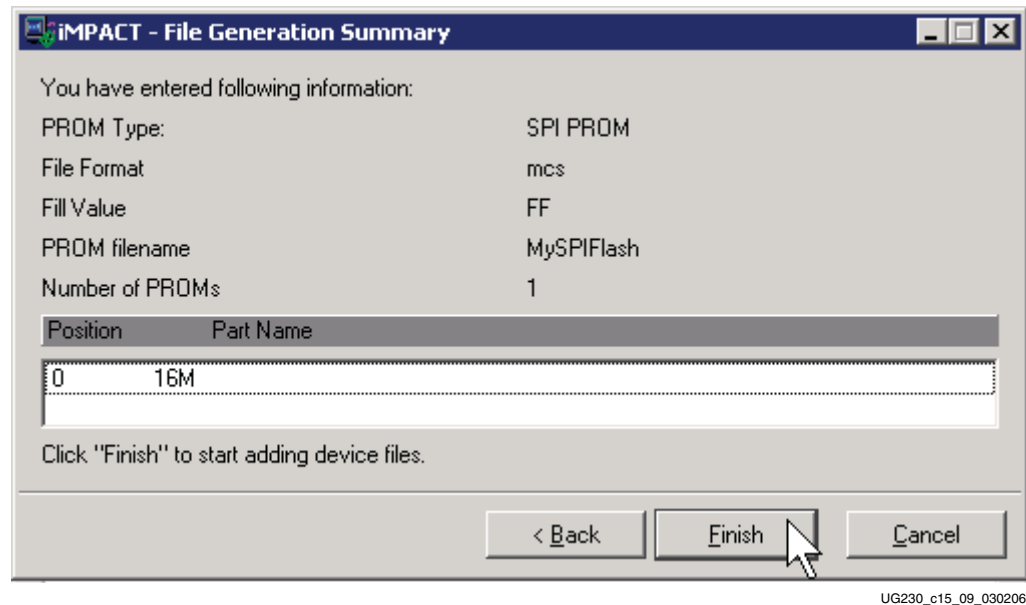 iMPACT - File Generation Summary
You have entered following information:
PROM Type: SPI PROM
File Format mcs
Fill Value FF
PROM filename MySPIFlash
Number of PROMs 1
Position Part Name
0 16M
Click "Finish" to start adding device files.
< Back Finish Cancel
UG230_c15_09_030206